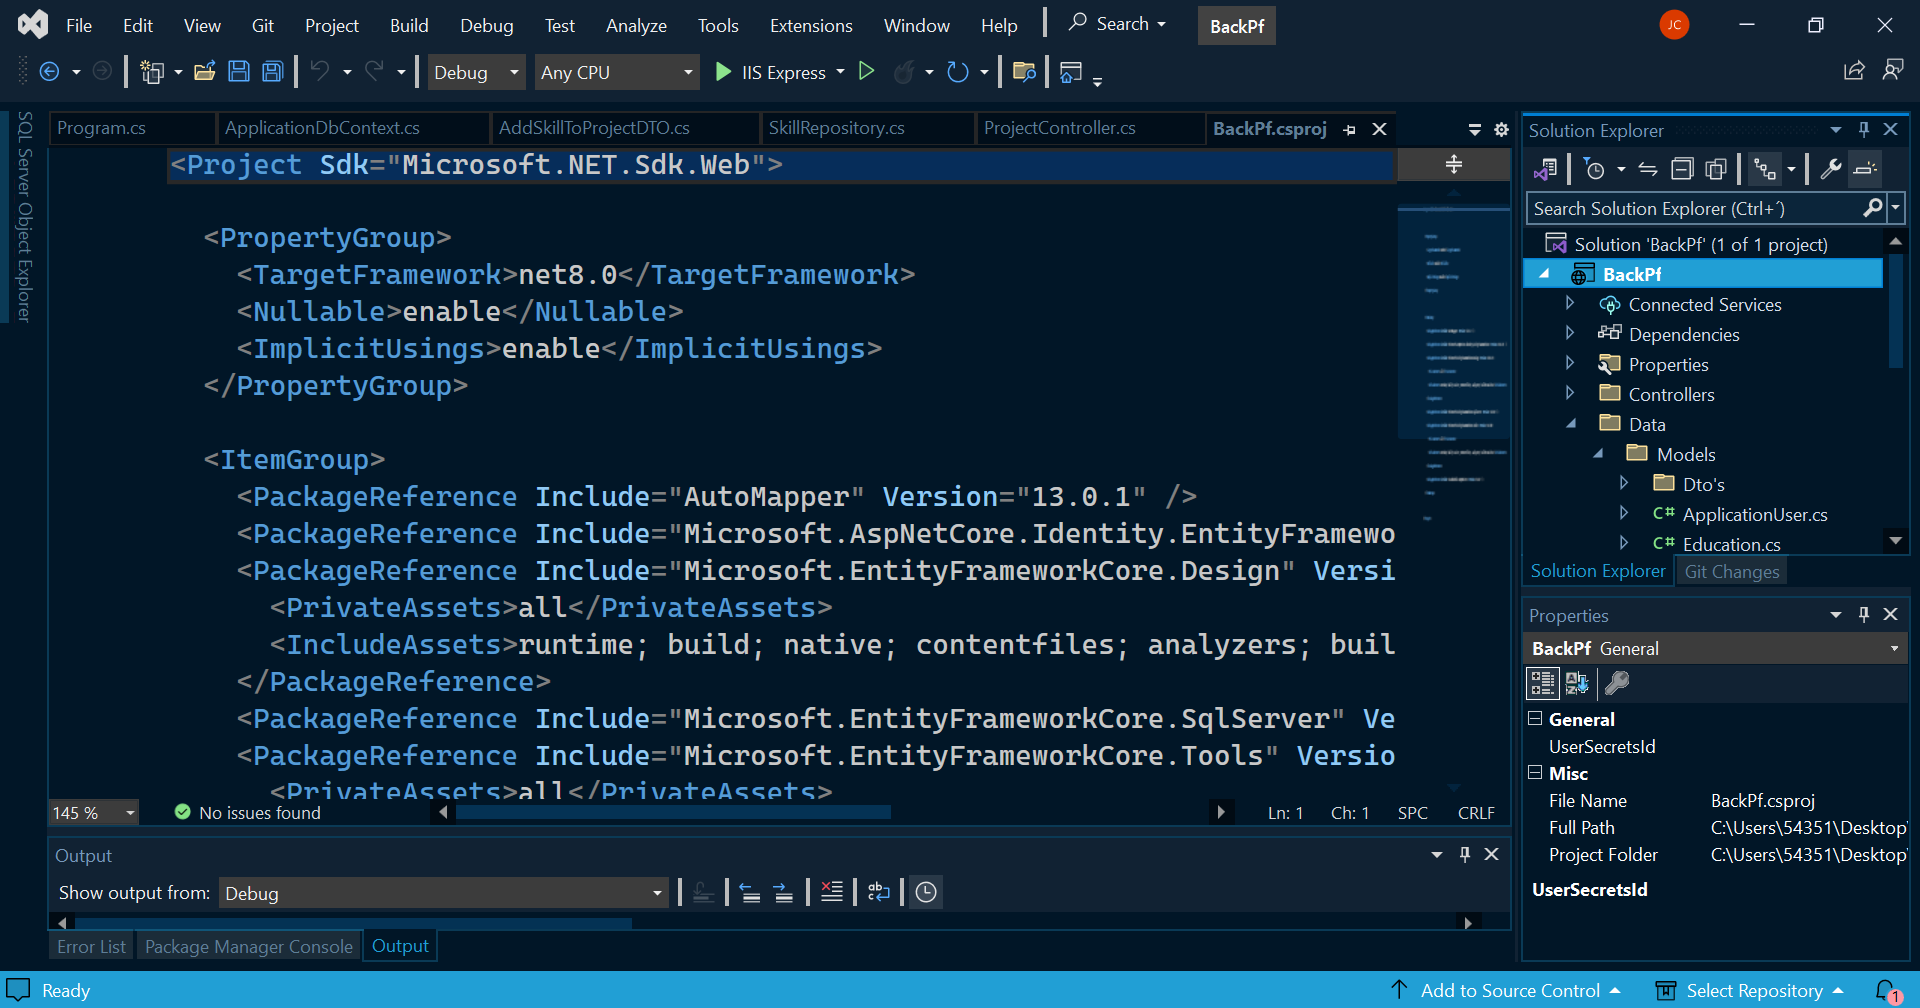 File Edit View Git Project Build Debug Test Analyze Tools Extensions Window Help Search BackPf JC
Debug Any CPU IIS Express
SQL Server Object Explorer
Program.cs ApplicationDbContext.cs AddSkillToProjectDTO.cs SkillRepository.cs ProjectController.cs BackPf.csproj
<Project Sdk="Microsoft.NET.Sdk.Web">
<PropertyGroup>
<TargetFramework>net8.0</TargetFramework>
<Nullable>enable</Nullable>
<ImplicitUsings>enable</ImplicitUsings>
</PropertyGroup>
<ItemGroup>
<PackageReference Include="AutoMapper" Version="13.0.1" />
<PackageReference Include="Microsoft.AspNetCore.Identity.EntityFramewo
<PackageReference Include="Microsoft.EntityFrameworkCore.Design" Versi
<PrivateAssets>all</PrivateAssets>
<IncludeAssets>runtime; build; native; contentfiles; analyzers; buil
</PackageReference>
<PackageReference Include="Microsoft.EntityFrameworkCore.SqlServer" Ve
<PackageReference Include="Microsoft.EntityFrameworkCore.Tools" Versio
<PrivateAssets>all</PrivateAssets>
145 % No issues found Ln: 1 Ch: 1 SPC CRLF
Output
Show output from: Debug
Error List Package Manager Console Output
Solution Explorer
Search Solution Explorer (Ctrl+´)
Solution 'BackPf' (1 of 1 project)
BackPf
Connected Services
Dependencies
Properties
Controllers
Data
Models
Dto's
C# ApplicationUser.cs
C# Education.cs
Solution Explorer Git Changes
Properties
BackPf General
General
UserSecretsId
Misc
File Name BackPf.csproj
Full Path C:\Users\54351\Desktop\
Project Folder C:\Users\54351\Desktop\
UserSecretsId
Ready Add to Source Control Select Repository 1